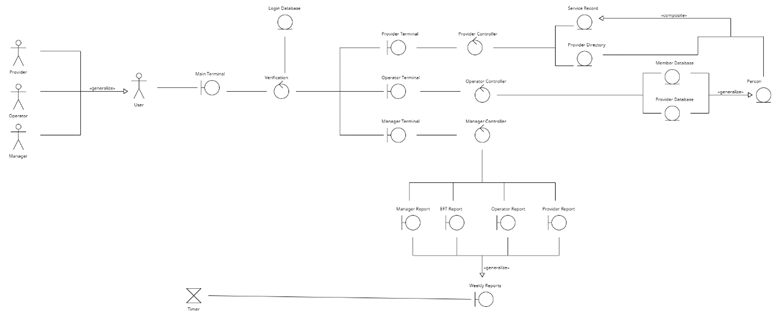 Login Database
Service Record
«composite»
Provider Terminal
Provider Controller
Provider Directory
Provider
Main Terminal
Verification
Operator Terminal
Operator Controller
Member Database
Person
«generalize»
User
Provider Database
«generalize»
Operator
Manager Terminal
Manager Controller
Manager
Manager Report
EFT Report
Operator Report
Provider Report
«generalize»
Weekly Reports
Timer